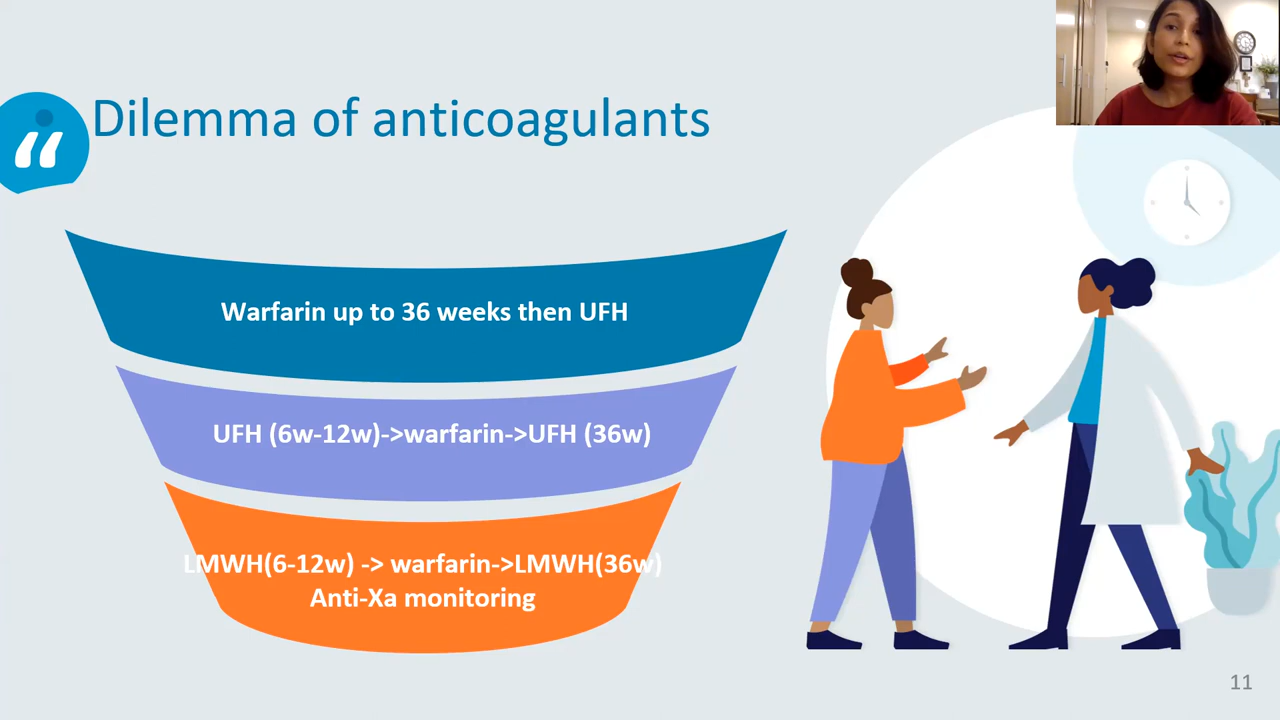 Dilemma of anticoagulants
Warfarin up to 36 weeks then UFH
UFH (6w-12w)->warfarin->UFH (36w)
LMWH(6-12w) -> warfarin->LMWH(36w)
Anti-Xa monitoring
11